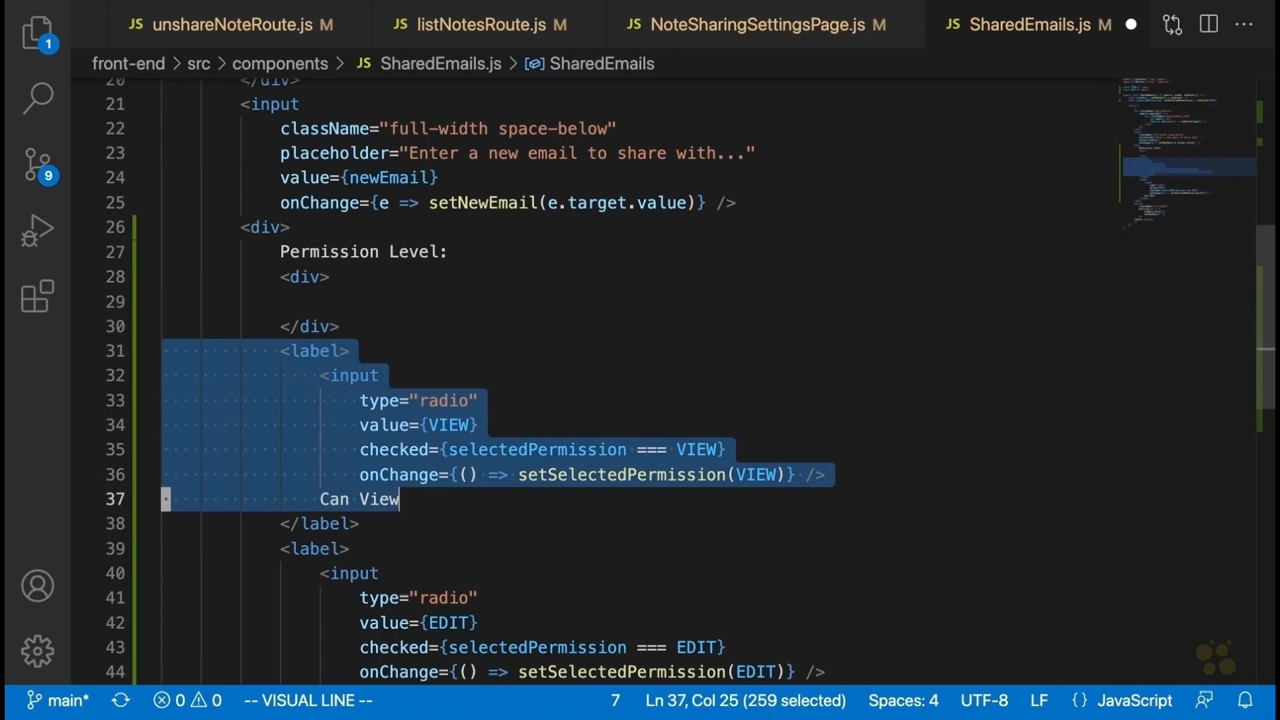 JS unshareNoteRoute.js M JS listNotesRoute.js M JS NoteSharingSettingsPage.js M JS SharedEmails.js M
front-end > src > components > JS SharedEmails.js > SharedEmails
20 </div>
21 <input
22 className="full-width space-below"
23 placeholder="Enter a new email to share with..."
24 value={newEmail}
25 onChange={e => setNewEmail(e.target.value)} />
26 <div>
27 Permission Level:
28 <div>
29
30 </div>
31 <label>
32 <input
33 type="radio"
34 value={VIEW}
35 checked={selectedPermission === VIEW}
36 onChange={() => setSelectedPermission(VIEW)} />
37 Can View
38 </label>
39 <label>
40 <input
41 type="radio"
42 value={EDIT}
43 checked={selectedPermission === EDIT}
44 onChange={() => setSelectedPermission(EDIT)} />
1
9
main* 0 0 -- VISUAL LINE -- 7 Ln 37, Col 25 (259 selected) Spaces: 4 UTF-8 LF {} JavaScript